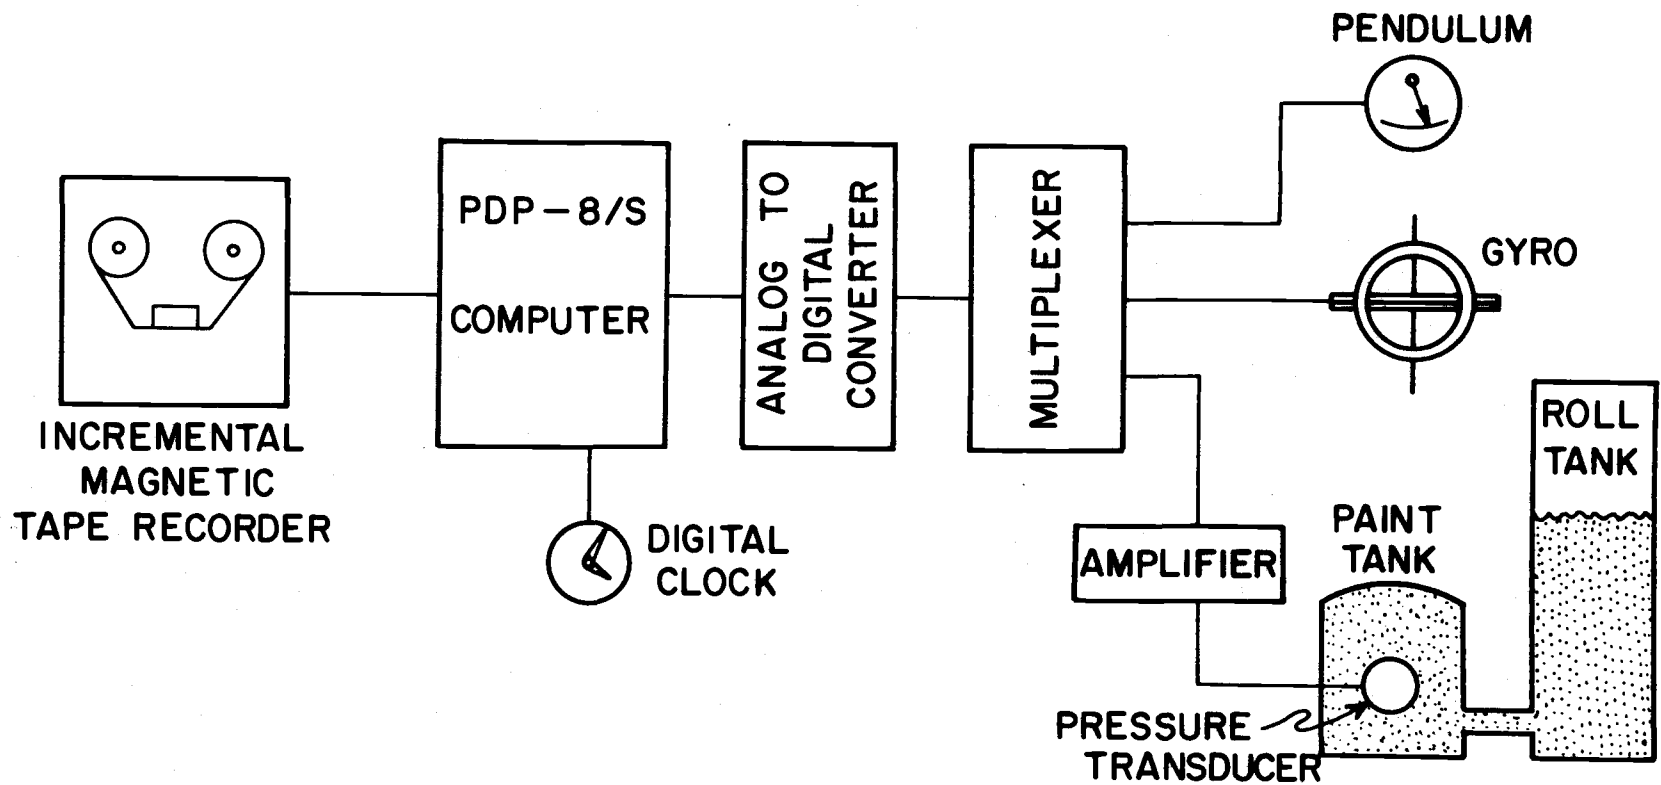 PENDULUM
PDP-8/S
COMPUTER
ANALOG TO
DIGITAL
CONVERTER
MULTIPLEXER
GYRO
INCREMENTAL
MAGNETIC
TAPE RECORDER
DIGITAL
CLOCK
AMPLIFIER
PAINT
TANK
ROLL
TANK
PRESSURE
TRANSDUCER